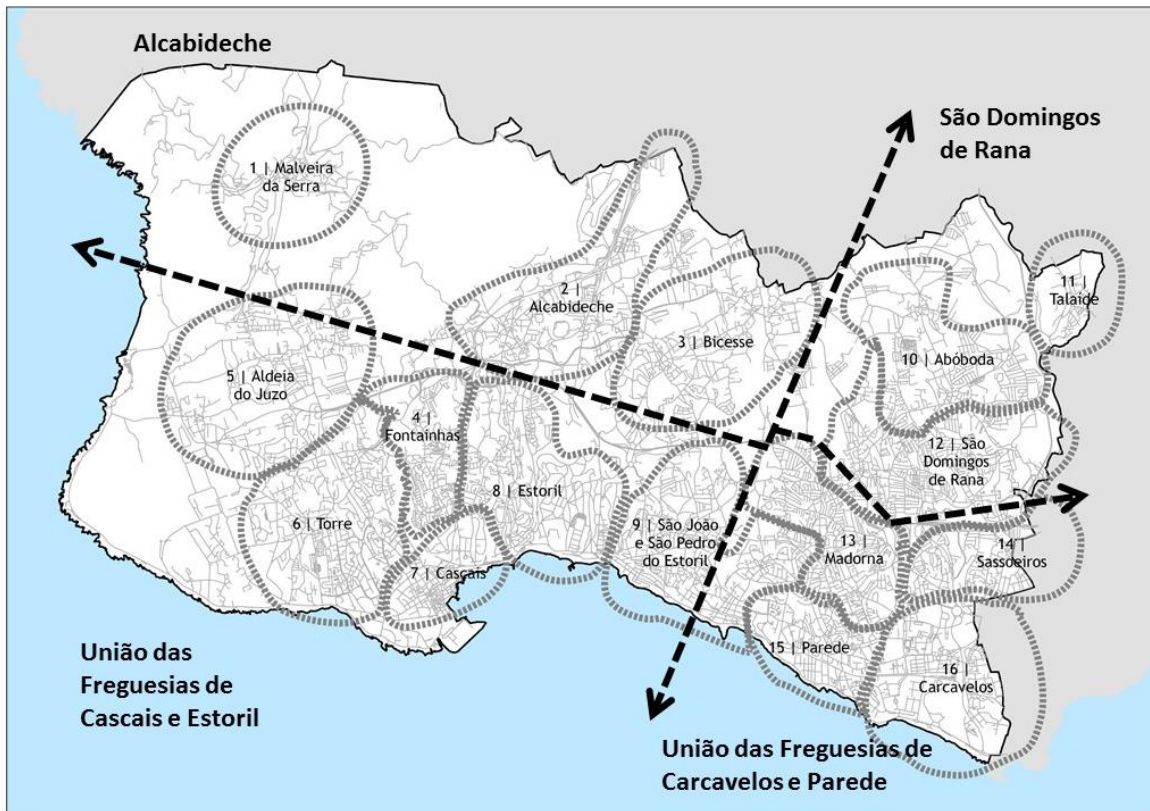 Alcabideche
São Domingos
de Rana
1 | Malveira
da Serra
2 |
Alcabideche
11 |
Talaíde
3 | Bicesse
10 | Abóboda
5 | Aldeia
do Juzo
4 |
Fontaínhas
12 | São
Domingos
de Rana
8 | Estoril
6 | Torre
9 | São João
e São Pedro
do Estoril
13 |
Madorna
14 |
Sassoeiros
7 | Cascais
15 | Parede
16 |
Carcavelos
União das
Freguesias de
Cascais e Estoril
União das Freguesias de
Carcavelos e Parede